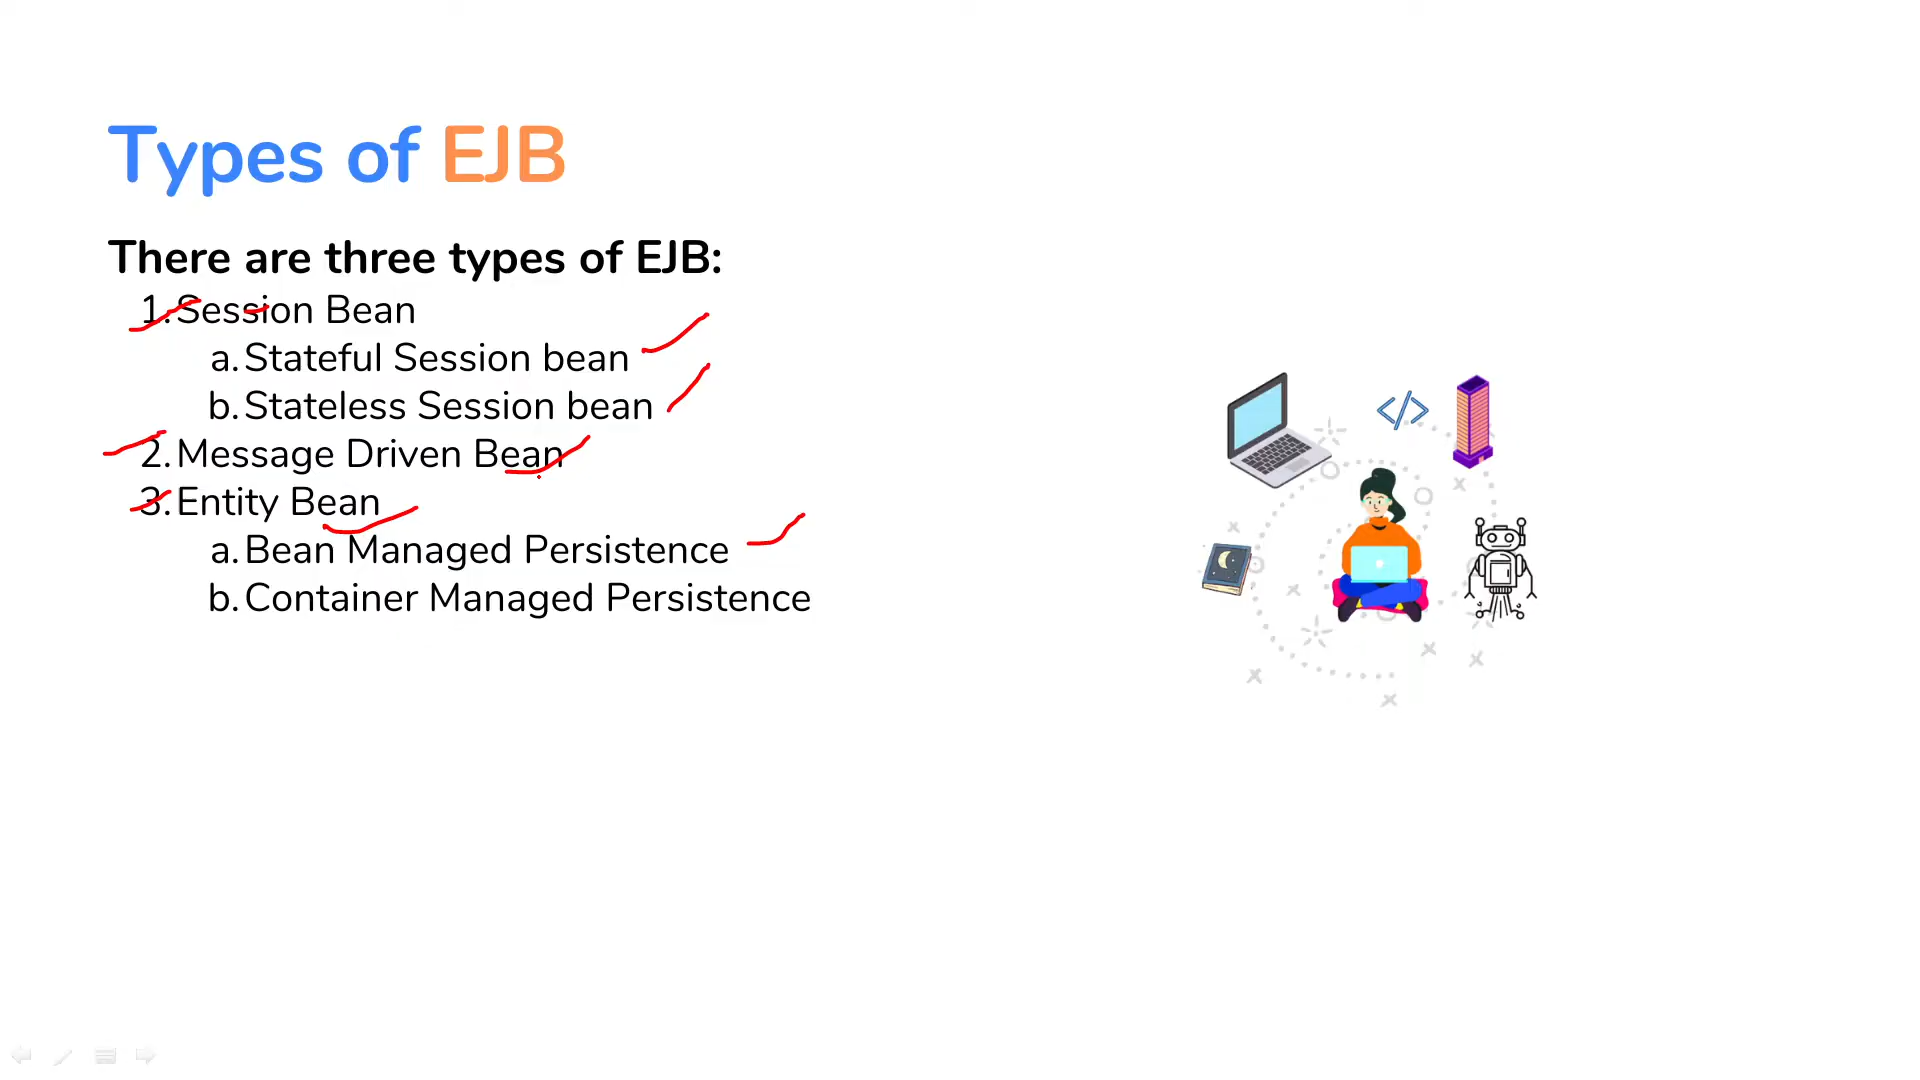 Types of EJB
There are three types of EJB:
1. Session Bean
a. Stateful Session bean
b. Stateless Session bean
2. Message Driven Bean
3. Entity Bean
a. Bean Managed Persistence
b. Container Managed Persistence